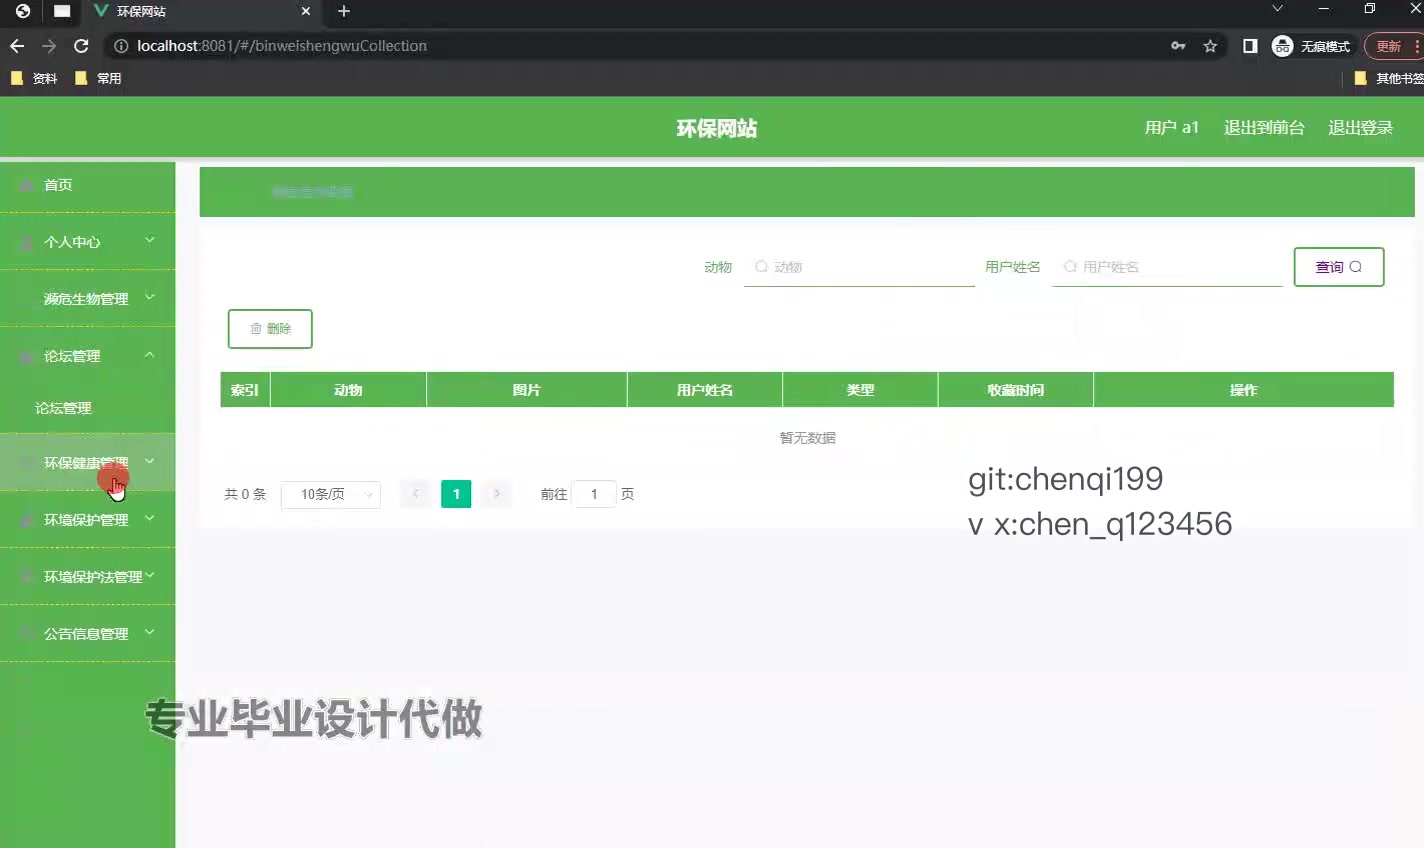 环保网站
localhost:8081/#/binweishengwuCollection
无痕模式
更新
资料
常用
其他书签
环保网站
用户 a1
退出到前台
退出登录
首页
个人中心
濒危生物管理
论坛管理
论坛管理
环保健康管理
环境保护管理
环境保护法管理
公告信息管理
动物
动物
用户姓名
用户姓名
查询
删除
索引 动物 图片 用户姓名 类型 收藏时间 操作
暂无数据
共 0 条
10条/页
1
前往 1 页
git:chenqi199
v x:chen_q123456
专业毕业设计代做